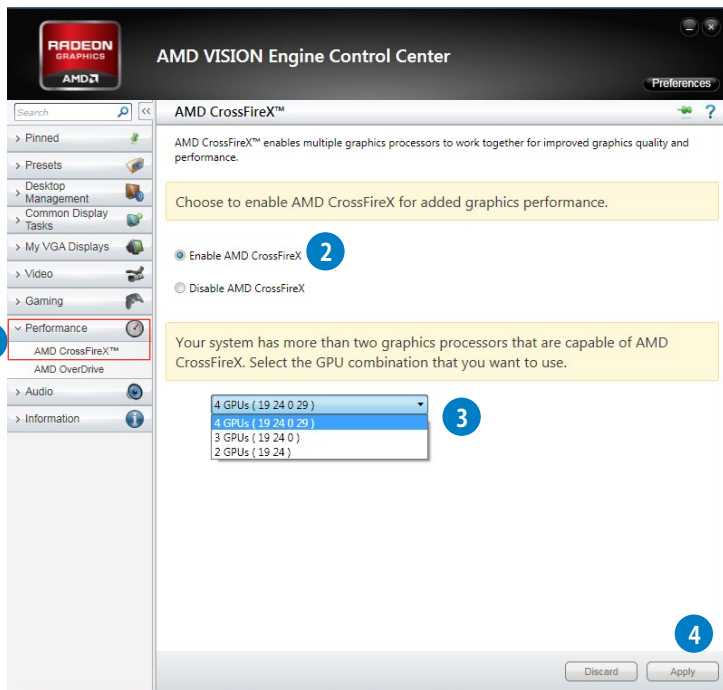 RADEON
GRAPHICS
AMD
AMD VISION Engine Control Center
Preferences
Search
<<
AMD CrossFireX™
?
> Pinned
> Presets
> Desktop
Management
> Common Display
Tasks
> My VGA Displays
> Video
> Gaming
Performance
AMD CrossFireX™
AMD OverDrive
> Audio
> Information
AMD CrossFireX™ enables multiple graphics processors to work together for improved graphics quality and
performance.
Choose to enable AMD CrossFireX for added graphics performance.
Enable AMD CrossFireX
2
Disable AMD CrossFireX
Your system has more than two graphics processors that are capable of AMD
CrossFireX. Select the GPU combination that you want to use.
4 GPUs ( 19 24 0 29 )
4 GPUs ( 19 24 0 29 )
3 GPUs ( 19 24 0 )
2 GPUs ( 19 24 )
3
4
Discard
Apply